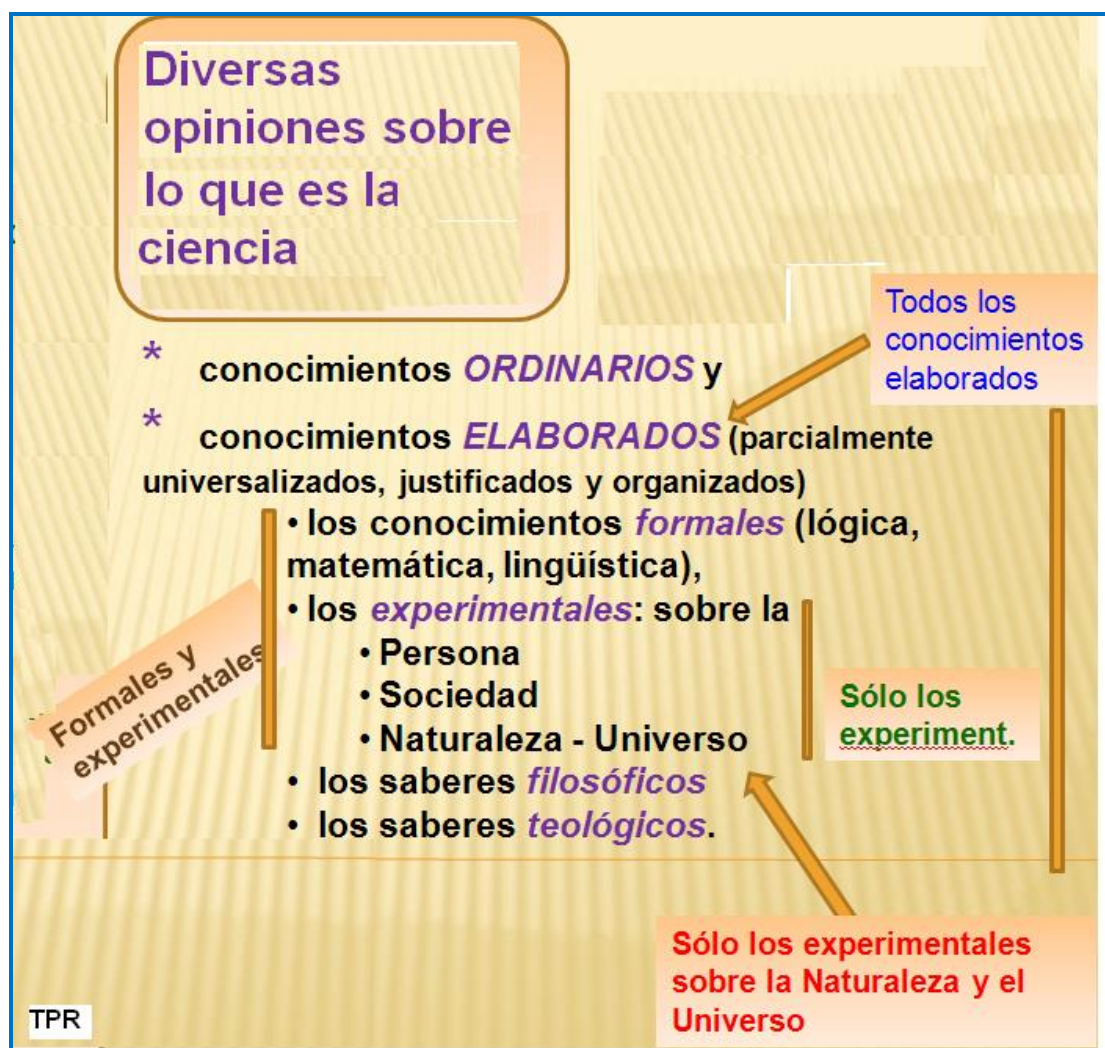 Diversas
opiniones sobre
lo que es la
ciencia
Todos los
conocimientos
elaborados
* conocimientos ORDINARIOS y
* conocimientos ELABORADOS (parcialmente
universalizados, justificados y organizados)
• los conocimientos formales (lógica,
matemática, lingüística),
• los experimentales: sobre la
• Persona
• Sociedad
• Naturaleza - Universo
• los saberes filosóficos
• los saberes teológicos.
Formales y
experimentales
Sólo los
experiment.
Sólo los experimentales
sobre la Naturaleza y el
Universo
TPR